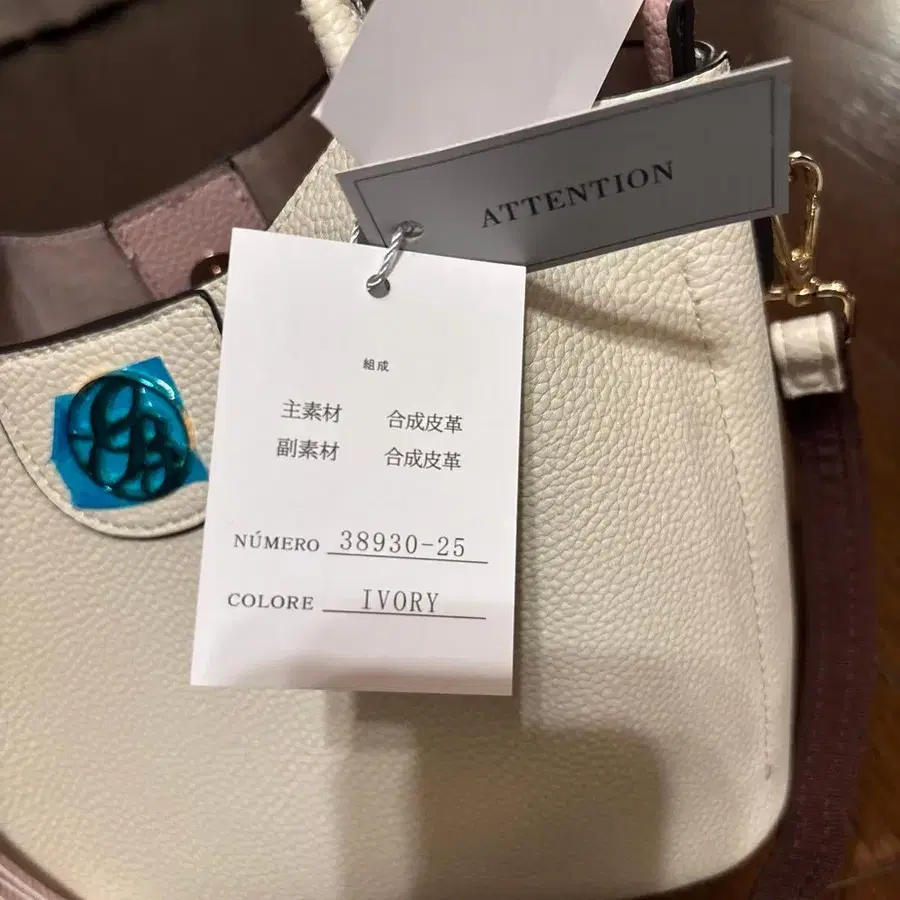 ATTENTION
組成
主素材 合成皮革
副素材 合成皮革
NÚMERO 38930-25
COLORE IVORY